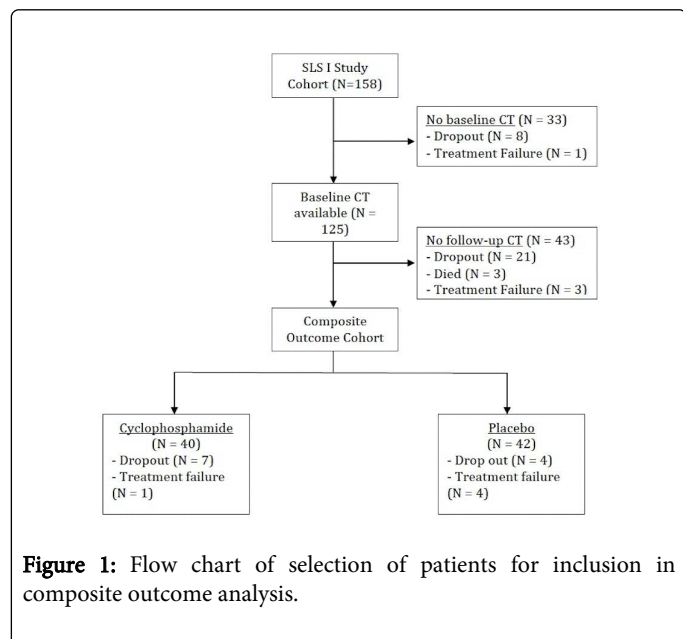 SLS I Study
Cohort (N=158)
No baseline CT (N = 33)
- Dropout (N = 8)
- Treatment Failure (N = 1)
Baseline CT
available (N =
125)
No follow-up CT (N = 43)
- Dropout (N = 21)
- Died (N = 3)
- Treatment Failure (N = 3)
Composite
Outcome Cohort
Cyclophosphamide
(N = 40)
- Dropout (N = 7)
- Treatment failure
(N = 1)
Placebo
(N = 42)
- Drop out (N = 4)
- Treatment failure
(N = 4)
Figure 1: Flow chart of selection of patients for inclusion in
composite outcome analysis.